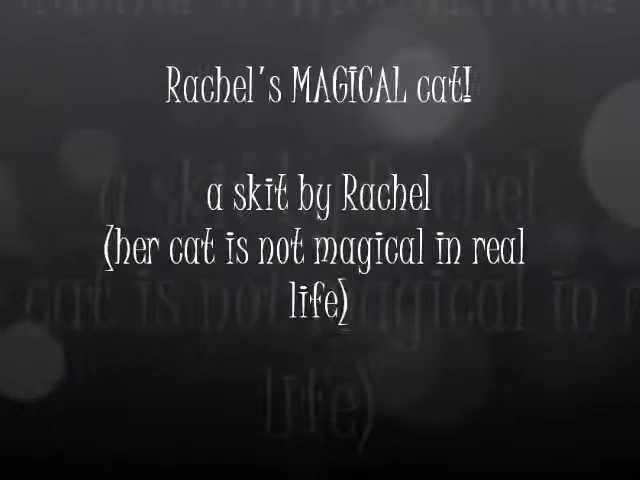 Rachel's MAGICAL cat!
a skit by Rachel
(her cat is not magical in real
life)